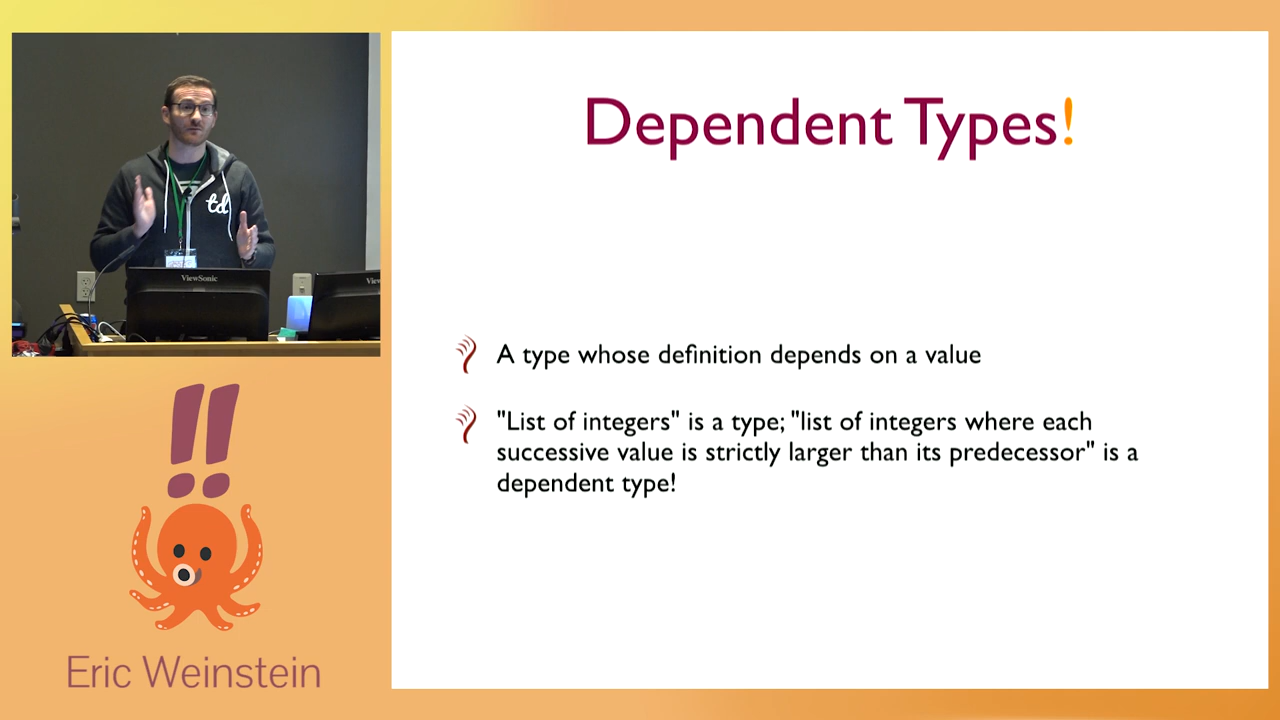 Dependent Types!
A type whose definition depends on a value
"List of integers" is a type; "list of integers where each
successive value is strictly larger than its predecessor" is a
dependent type!
td
ViewSonic
View
!!
Eric Weinstein